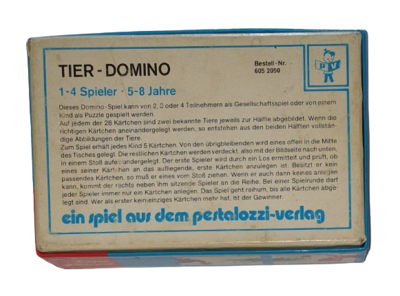 TIER-DOMINO
Bestell-Nr.
605 2058
PV
1-4 Spieler · 5-8 Jahre
Dieses Domino-Spiel kann von 2, 3 oder 4 Teilnehmern als Gesellschaftsspiel oder von einem
Kind als Puzzle gespielt werden.
Auf jedem der 28 Kärtchen sind zwei bekannte Tiere jeweils zur Hälfte abgebildet. Wenn die
richtigen Kärtchen aneinandergelegt werden, so entstehen aus den beiden Hälften vollstän-
dige Abbildungen der Tiere.
Zum Spiel erhält jedes Kind 5 Kärtchen. Von den übrigbleibenden wird eines offen in die Mitte
des Tisches gelegt. Die restlichen Kärtchen werden verdeckt, also mit der Bildseite nach unten,
in einem Stoß aufeinandergelegt. Der erste Spieler wird durch ein Los ermittelt und prüft, ob
eines seiner Kärtchen an das aufliegende, erste Kärtchen anzulegen ist. Besitzt er kein
passendes Kärtchen, so muß er eines vom Stoß ziehen. Wenn er auch dann keines anlegen
kann, kommt der rechts neben ihm sitzende Spieler an die Reihe. Bei einer Spielrunde darf
jeder Spieler immer nur ein Kärtchen anlegen. Das Spiel geht reihum, bis alle Kärtchen abge-
legt sind. Wer als erster kein einziges Kärtchen mehr hat, ist der Gewinner.
ein spiel aus dem pestalozzi-verlag